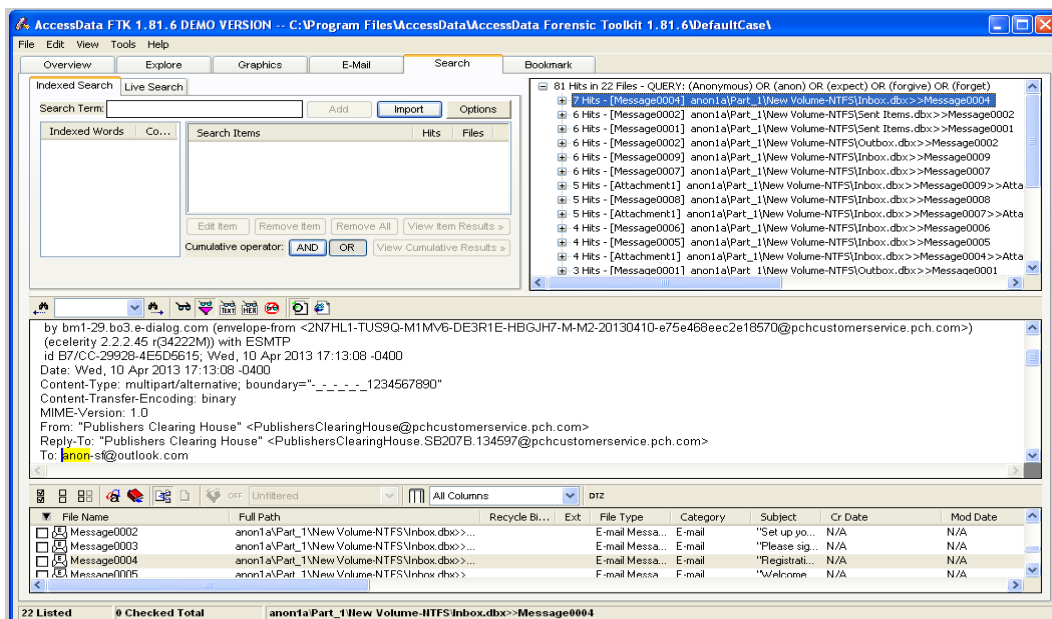 AccessData FTK 1.81.6 DEMO VERSION -- C:\Program Files\AccessData\AccessData Forensic Toolkit 1.81.6\DefaultCase\
File Edit View Tools Help
Overview Explore Graphics E-Mail Search Bookmark
Indexed Search Live Search
Search Term: Add Import Options
Indexed Words Co... Search Items Hits Files
Edit Item Remove Item Remove All View Item Results »
Cumulative operator: AND OR View Cumulative Results »
81 Hits in 22 Files - QUERY: (Anonymous) OR (anon) OR (expect) OR (forgive) OR (forget)
7 Hits - [Message0004] anon1a\Part_1\New Volume-NTFS\Inbox.dbx>>Message0004
6 Hits - [Message0002] anon1a\Part_1\New Volume-NTFS\Sent Items.dbx>>Message0002
6 Hits - [Message0001] anon1a\Part_1\New Volume-NTFS\Sent Items.dbx>>Message0001
6 Hits - [Message0002] anon1a\Part_1\New Volume-NTFS\Outbox.dbx>>Message0002
6 Hits - [Message0009] anon1a\Part_1\New Volume-NTFS\Inbox.dbx>>Message0009
6 Hits - [Message0007] anon1a\Part_1\New Volume-NTFS\Inbox.dbx>>Message0007
5 Hits - [Attachment1] anon1a\Part_1\New Volume-NTFS\Inbox.dbx>>Message0009>>Atta
5 Hits - [Message0008] anon1a\Part_1\New Volume-NTFS\Inbox.dbx>>Message0008
5 Hits - [Attachment1] anon1a\Part_1\New Volume-NTFS\Inbox.dbx>>Message0007>>Atta
4 Hits - [Message0006] anon1a\Part_1\New Volume-NTFS\Inbox.dbx>>Message0006
4 Hits - [Message0005] anon1a\Part_1\New Volume-NTFS\Inbox.dbx>>Message0005
4 Hits - [Attachment1] anon1a\Part_1\New Volume-NTFS\Inbox.dbx>>Message0004>>Atta
3 Hits - [Message0001] anon1a\Part_1\New Volume-NTFS\Outbox.dbx>>Message0001
TEXT HEX
by bm1-29.bo3.e-dialog.com (envelope-from <2N7HL1-TUS9Q-M1MV6-DE3R1E-HBGJH7-M-M2-20130410-e75e468eec2e18570@pchcustomerservice.pch.com>)
(ecelerity 2.2.2.45 r(34222M)) with ESMTP
id B7/CC-29928-4E5D5615; Wed, 10 Apr 2013 17:13:08 -0400
Date: Wed, 10 Apr 2013 17:13:08 -0400
Content-Type: multipart/alternative; boundary="-_-_-_-_-_1234567890"
Content-Transfer-Encoding: binary
MIME-Version: 1.0
From: "Publishers Clearing House" <PublishersClearingHouse@pchcustomerservice.pch.com>
Reply-To: "Publishers Clearing House" <PublishersClearingHouse.SB207B.134597@pchcustomerservice.pch.com>
To: anon-sf@outlook.com
OFF Unfiltered All Columns DTZ
File Name Full Path Recycle Bi... Ext File Type Category Subject Cr Date Mod Date
Message0002 anon1a\Part_1\New Volume-NTFS\Inbox.dbx>>... E-mail Messa... E-mail "Set up yo... N/A N/A
Message0003 anon1a\Part_1\New Volume-NTFS\Inbox.dbx>>... E-mail Messa... E-mail "Please sig... N/A N/A
Message0004 anon1a\Part_1\New Volume-NTFS\Inbox.dbx>>... E-mail Messa... E-mail "Registrati... N/A N/A
Message0005 anon1a\Part_1\New Volume-NTFS\Inbox.dbx>>... E-mail Messa... E-mail "Welcome... N/A N/A
22 Listed 0 Checked Total anon1a\Part_1\New Volume-NTFS\Inbox.dbx>>Message0004